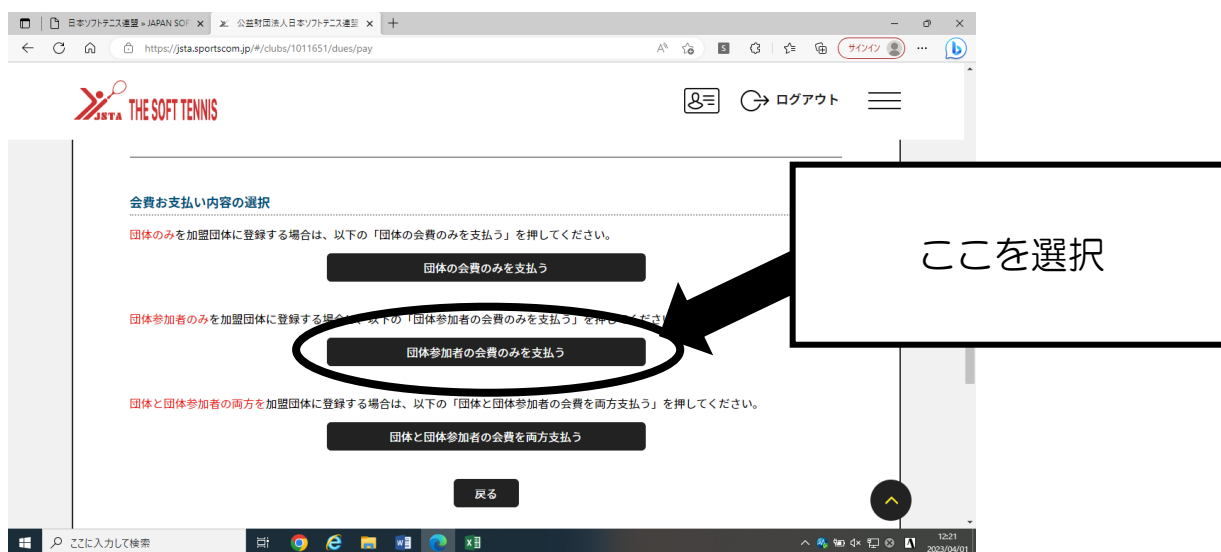 日本ソフトテニス連盟 » JAPAN SOF
公益財団法人日本ソフトテニス連盟
https://jsta.sportscom.jp/#/clubs/1011651/dues/pay
サインイン
JSTA THE SOFT TENNIS
ログアウト
会費お支払い内容の選択
団体のみを加盟団体に登録する場合は、以下の「団体の会費のみを支払う」を押してください。
団体の会費のみを支払う
ここを選択
団体参加者のみを加盟団体に登録する場合は、以下の「団体参加者の会費のみを支払う」を押してくださ
団体参加者の会費のみを支払う
団体と団体参加者の両方を加盟団体に登録する場合は、以下の「団体と団体参加者の会費を両方支払う」を押してください。
団体と団体参加者の会費を両方支払う
戻る
ここに入力して検索
12:21
2023/04/01